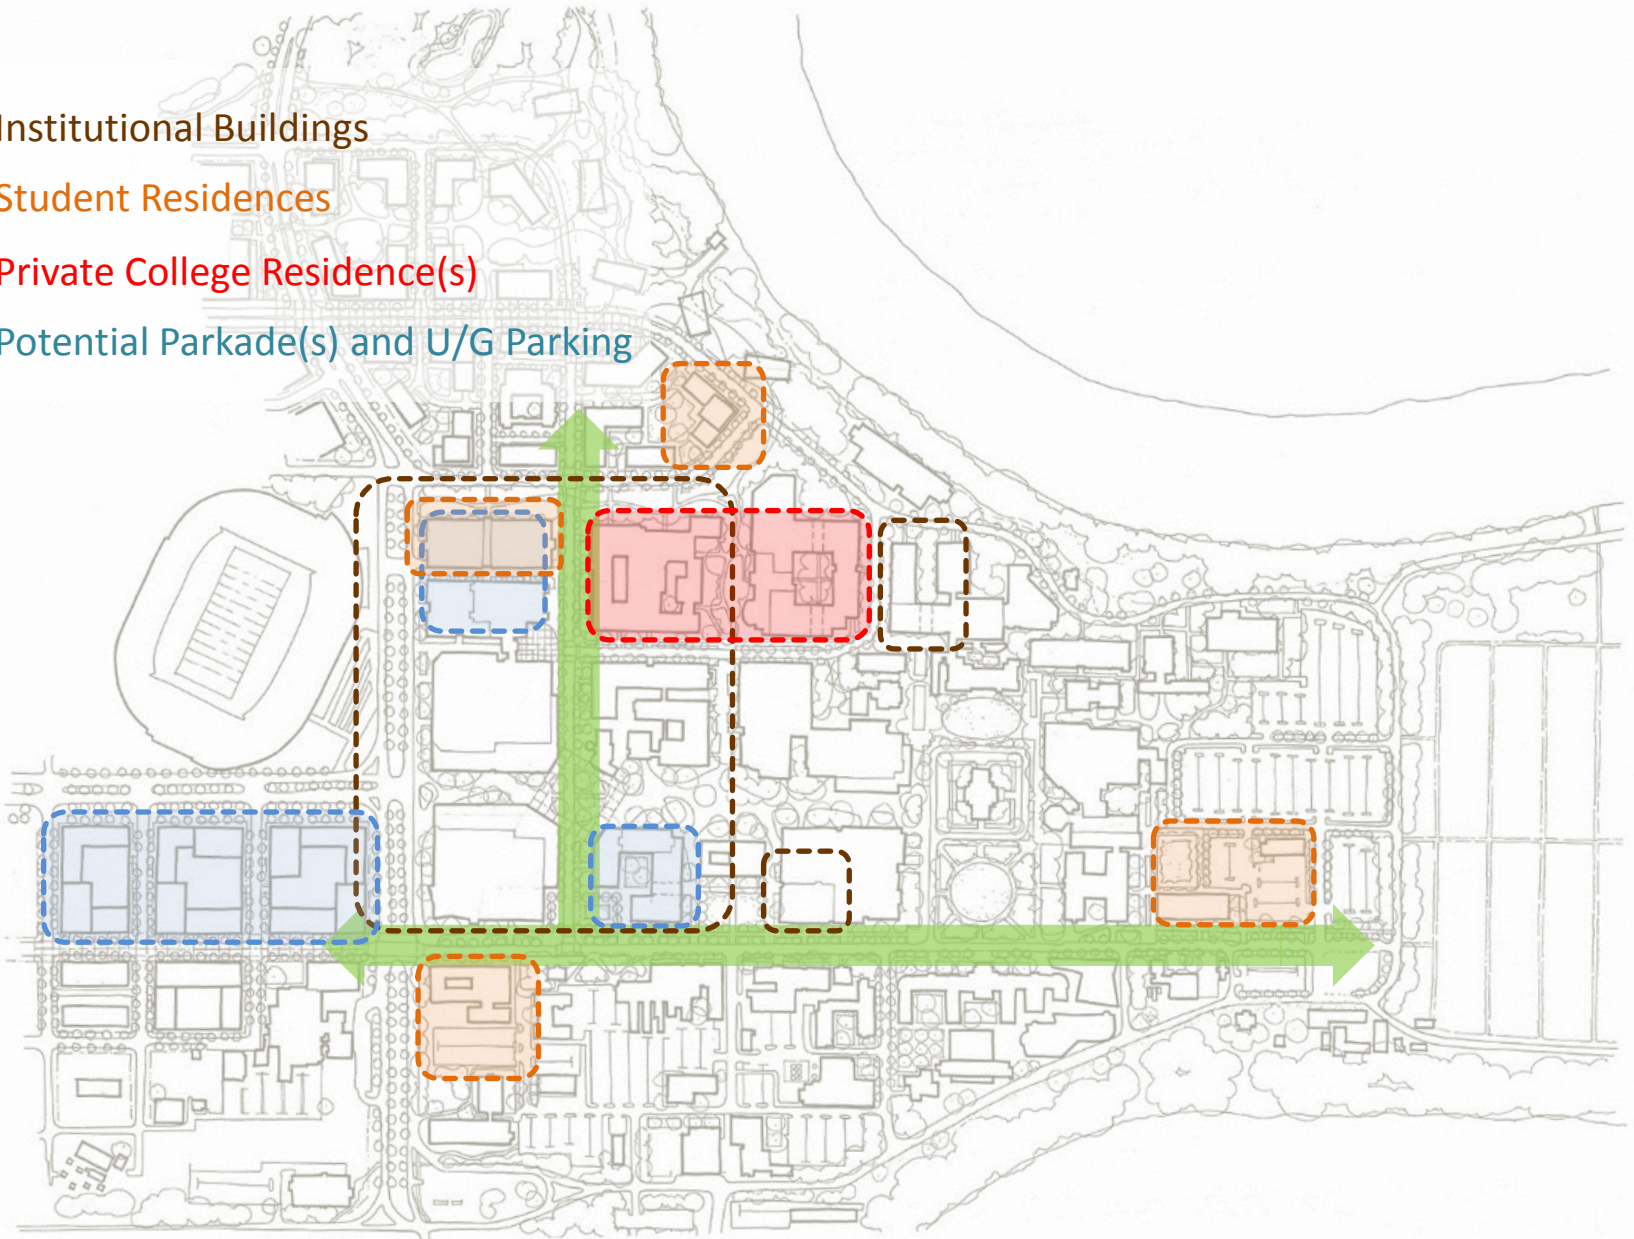 Institutional Buildings
Student Residences
Private College Residence(s)
Potential Parkade(s) and U/G Parking